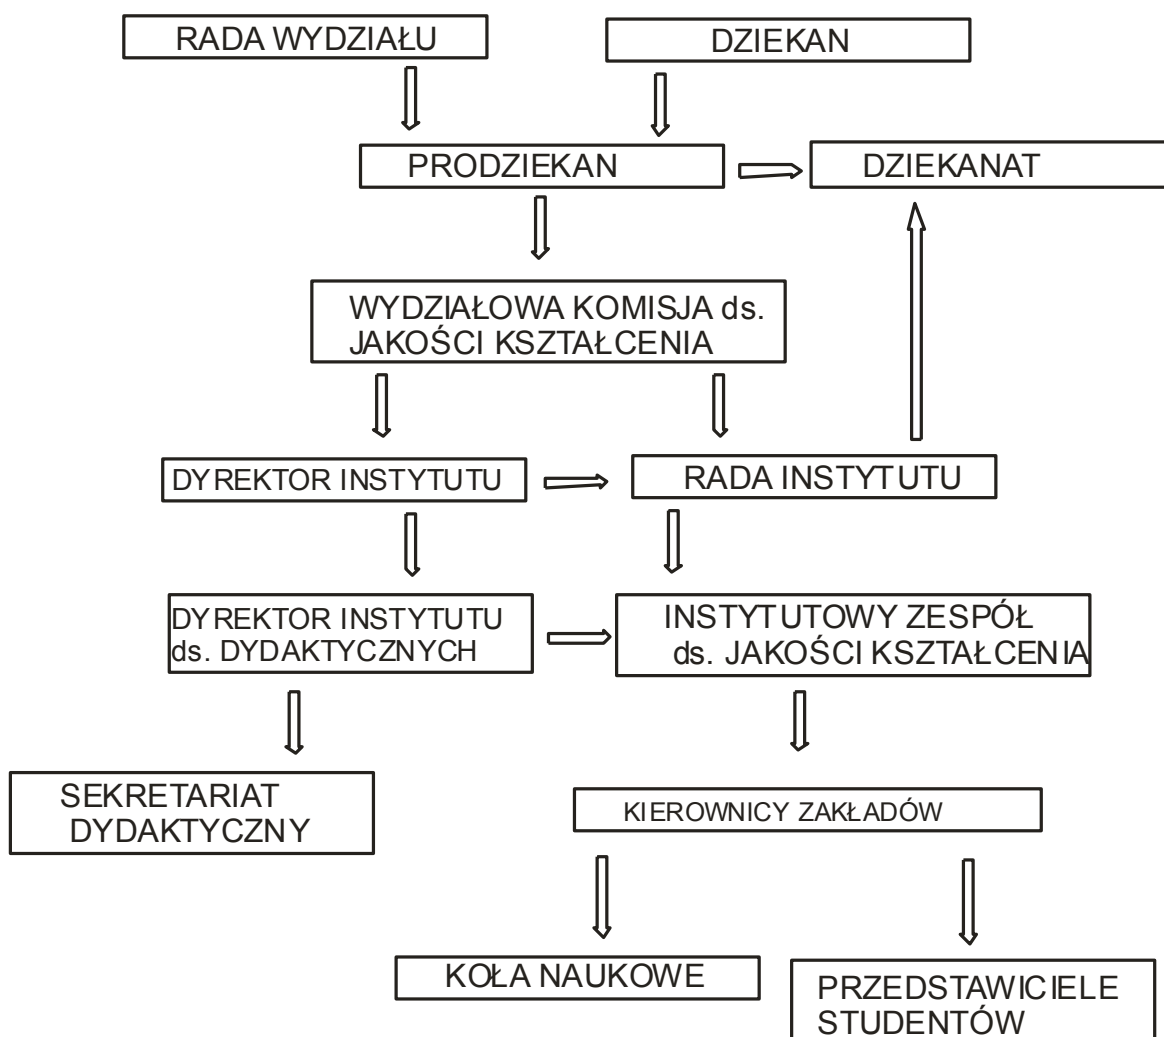 RADA WYDZIAŁU
DZIEKAN
PRODZIEKAN
DZIEKANAT
WYDZIAŁOWA KOMISJA ds.
JAKOŚCI KSZTAŁCENIA
DYREKTOR INSTYTUTU
RADA INSTYTUTU
DYREKTOR INSTYTUTU
ds. DYDAKTYCZNYCH
INSTYTUTOWY ZESPÓŁ
ds. JAKOŚCI KSZTAŁCENIA
SEKRETARIAT
DYDAKTYCZNY
KIEROWNICY ZAKŁADÓW
KOŁA NAUKOWE
PRZEDSTAWICIELE
STUDENTÓW